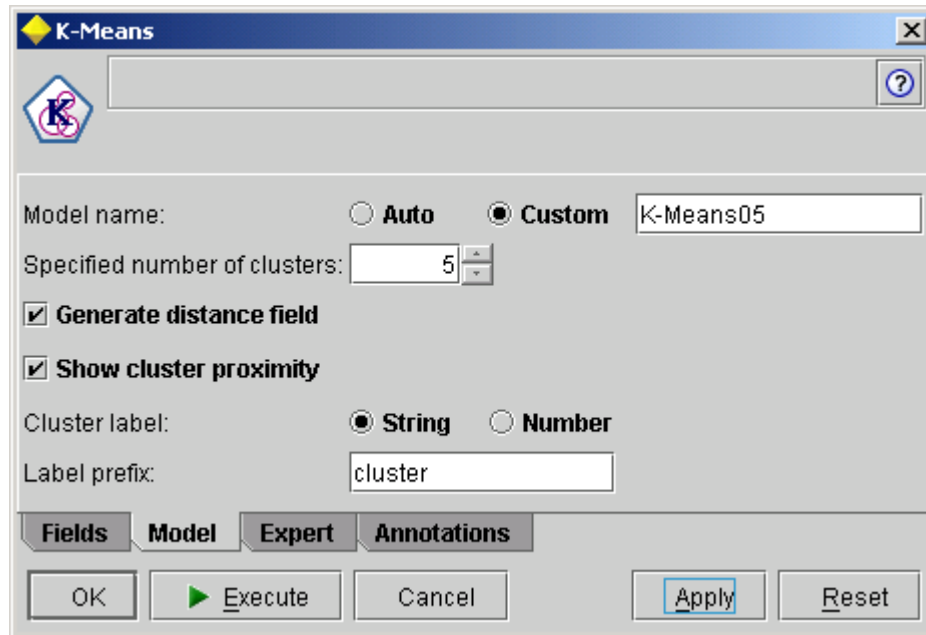 K-Means
K
Model name: Auto Custom K-Means05
Specified number of clusters: 5
Generate distance field
Show cluster proximity
Cluster label: String Number
Label prefix: cluster
Fields Model Expert Annotations
OK Execute Cancel Apply Reset